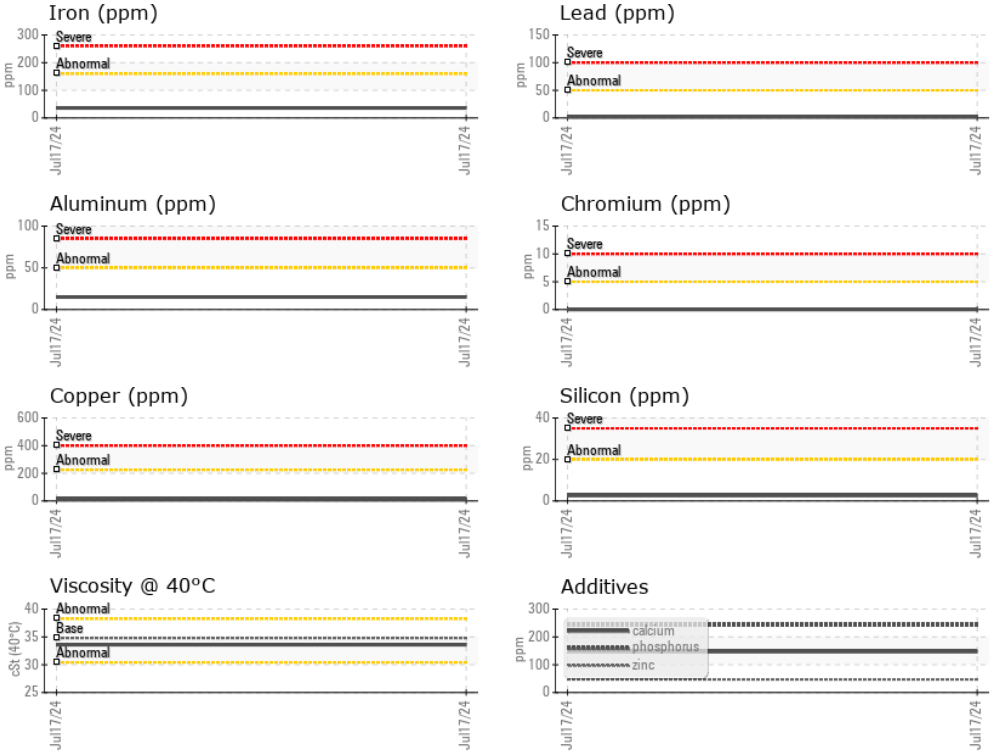 Iron (ppm)
300
200
100
0
ppm
Severe
Abnormal
Jul17/24
Jul17/24
Lead (ppm)
150
100
50
0
ppm
Severe
Abnormal
Jul17/24
Jul17/24
Aluminum (ppm)
100
50
0
ppm
Severe
Abnormal
Jul17/24
Jul17/24
Chromium (ppm)
15
10
5
0
ppm
Severe
Abnormal
Jul17/24
Jul17/24
Copper (ppm)
600
400
200
0
ppm
Severe
Abnormal
Jul17/24
Jul17/24
Silicon (ppm)
40
20
0
ppm
Severe
Abnormal
Jul17/24
Jul17/24
Viscosity @ 40°C
40
35
30
25
cSt (40°C)
Abnormal
Base
Abnormal
Jul17/24
Jul17/24
Additives
300
200
100
0
ppm
calcium
phosphorus
zinc
Jul17/24
Jul17/24